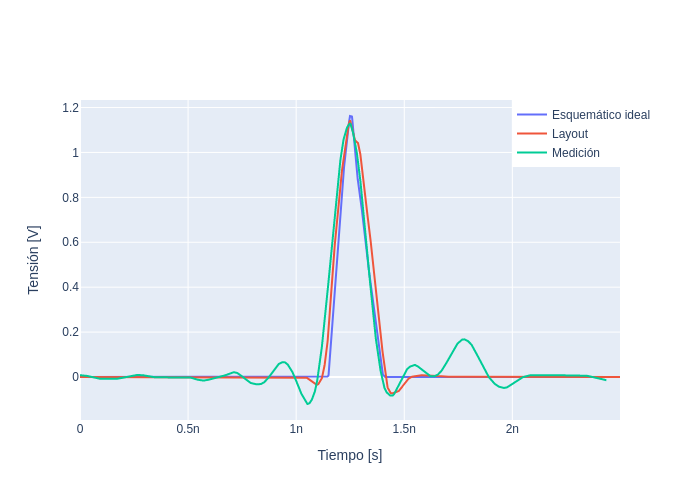 Esquemático ideal
Layout
Medición
1.2
1
0.8
0.6
0.4
0.2
0
Tensión [V]
0 0.5n 1n 1.5n 2n
Tiempo [s]